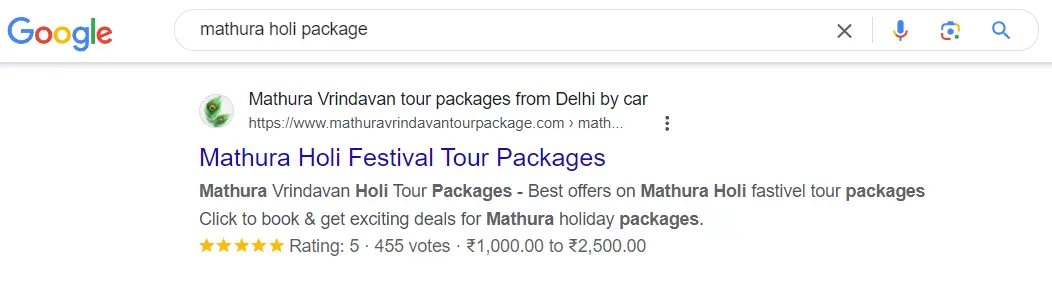 Google
mathura holi package
Mathura Vrindavan tour packages from Delhi by car
https://www.mathuravrindavantourpackage.com › math...
Mathura Holi Festival Tour Packages
Mathura Vrindavan Holi Tour Packages - Best offers on Mathura Holi fastivel tour packages
Click to book & get exciting deals for Mathura holiday packages.
Rating: 5 · 455 votes · ₹1,000.00 to ₹2,500.00